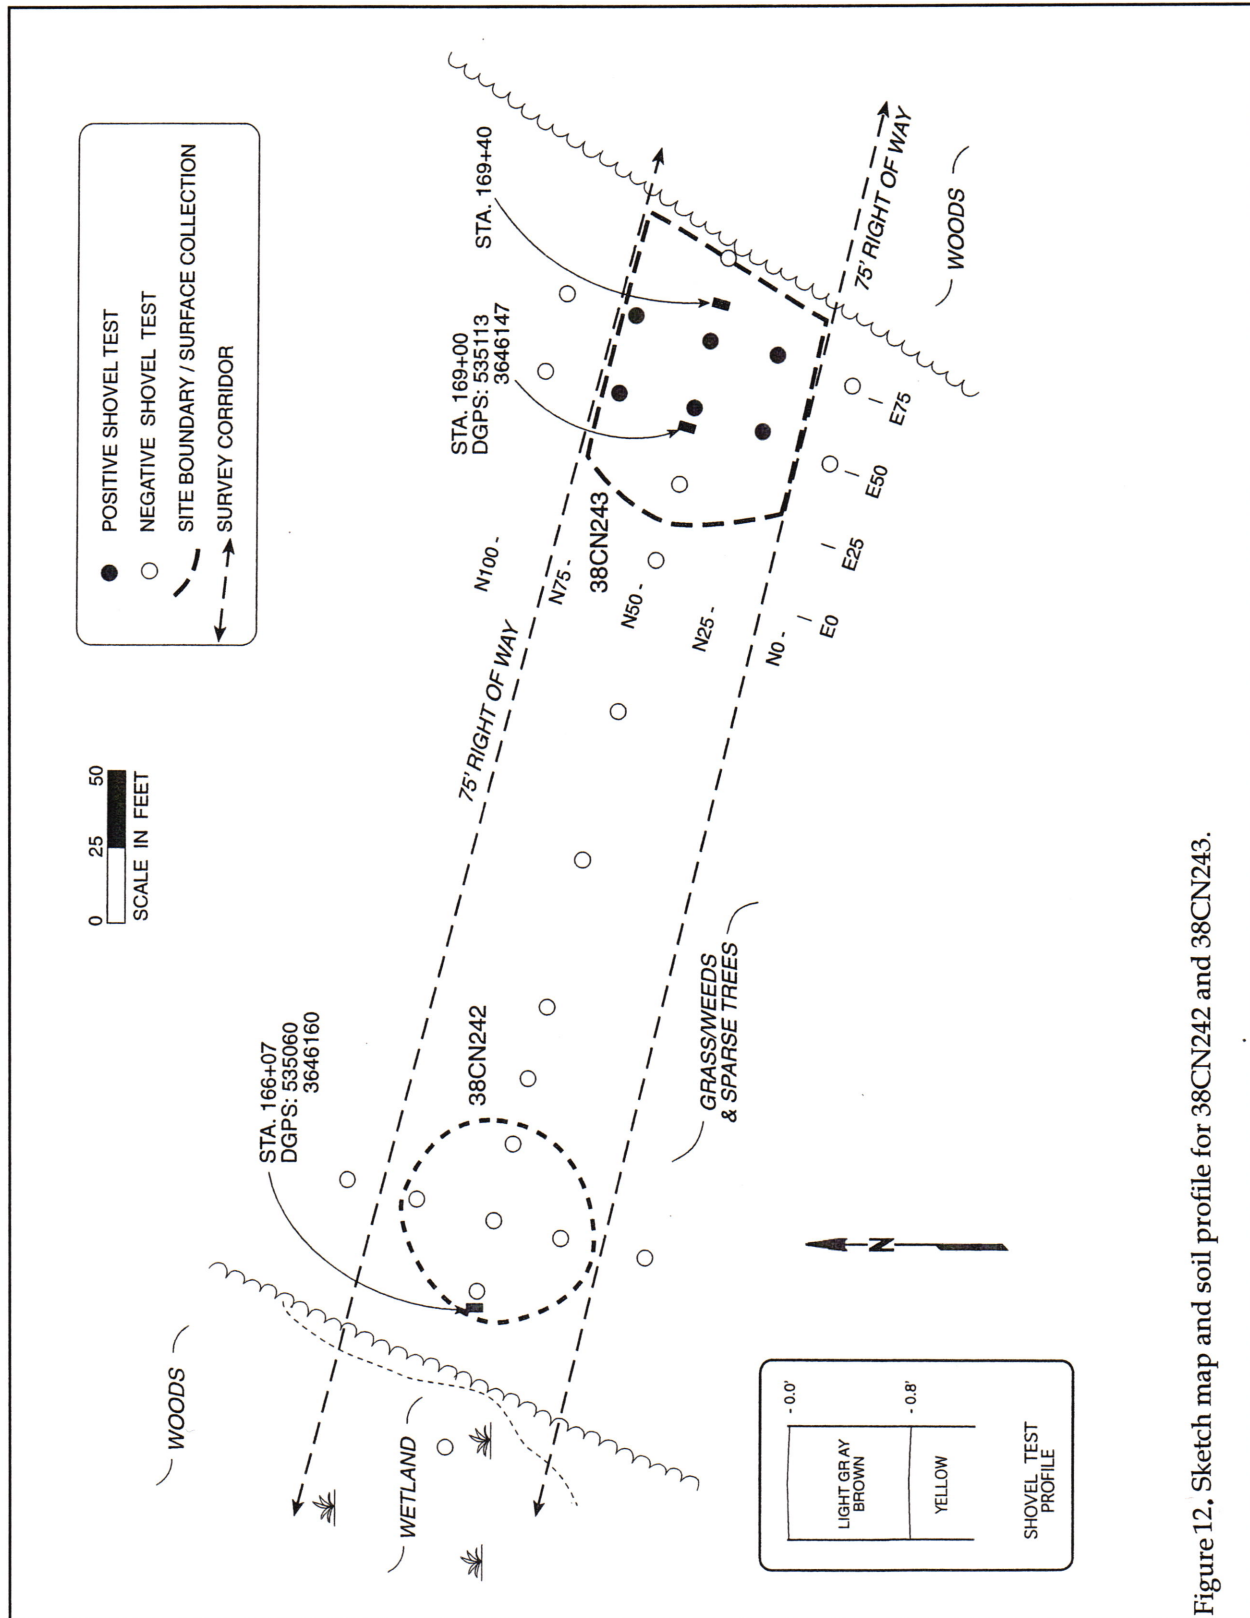 POSITIVE SHOVEL TEST
NEGATIVE SHOVEL TEST
SITE BOUNDARY / SURFACE COLLECTION
SURVEY CORRIDOR
0 25 50
SCALE IN FEET
WOODS
STA. 166+07
DGPS: 535060
3646160
38CN242
WETLAND
75' RIGHT OF WAY
GRASS/WEEDS
& SPARSE TREES
STA. 169+00
DGPS: 535113
3646147
STA. 169+40
38CN243
N100 -
N75 -
N50 -
N25 -
N0 -
E0
E25
E50
E75
75' RIGHT OF WAY
WOODS
N
- 0.0'
LIGHT GRAY
BROWN
- 0.8'
YELLOW
SHOVEL TEST
PROFILE
Figure 12. Sketch map and soil profile for 38CN242 and 38CN243.